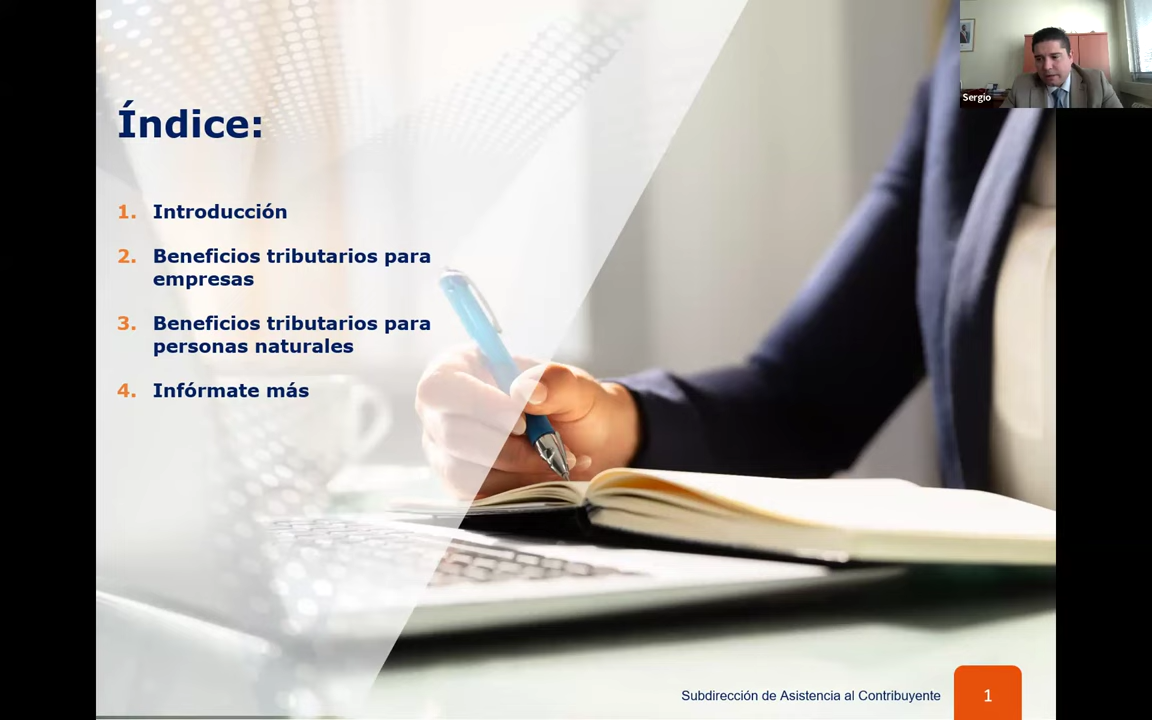 Sergio
Índice:
1. Introducción
2. Beneficios tributarios para
empresas
3. Beneficios tributarios para
personas naturales
4. Infórmate más
Subdirección de Asistencia al Contribuyente
1